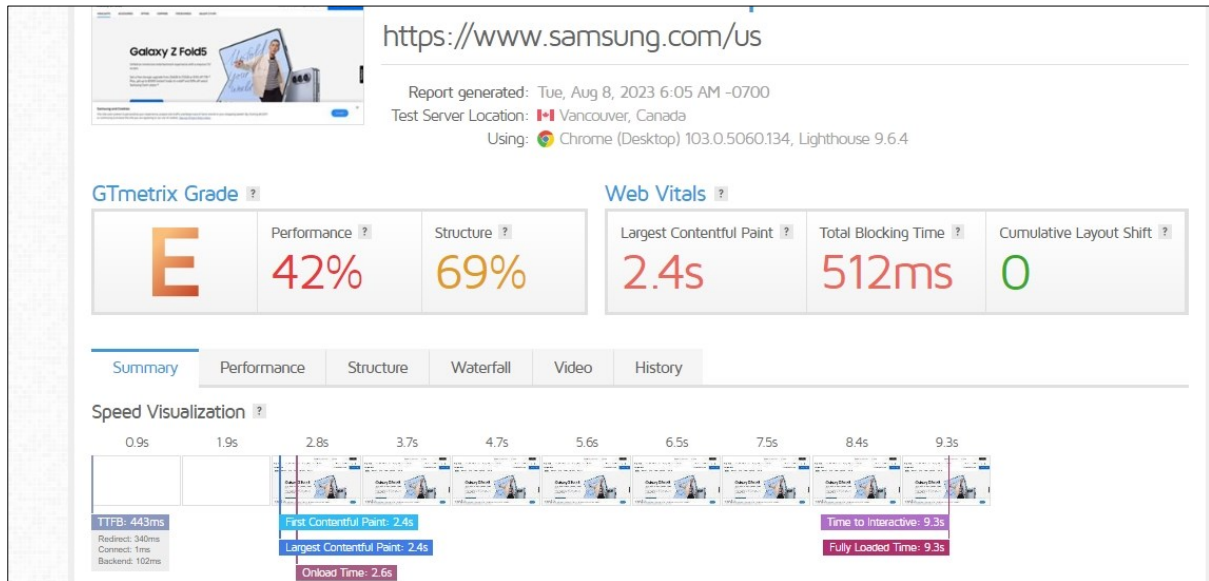 Galaxy Z Fold5
https://www.samsung.com/us
Report generated: Tue, Aug 8, 2023 6:05 AM -0700
Test Server Location: Vancouver, Canada
Using: Chrome (Desktop) 103.0.5060.134, Lighthouse 9.6.4
GTmetrix Grade ?
Web Vitals ?
E
Performance ?
42%
Structure ?
69%
Largest Contentful Paint ?
2.4s
Total Blocking Time ?
512ms
Cumulative Layout Shift ?
0
Summary Performance Structure Waterfall Video History
Speed Visualization ?
0.9s 1.9s 2.8s 3.7s 4.7s 5.6s 6.5s 7.5s 8.4s 9.3s
TTFB: 443ms
Redirect: 340ms
Connect: 1ms
Backend: 102ms
First Contentful Paint: 2.4s
Largest Contentful Paint: 2.4s
Onload Time: 2.6s
Time to Interactive: 9.3s
Fully Loaded Time: 9.3s